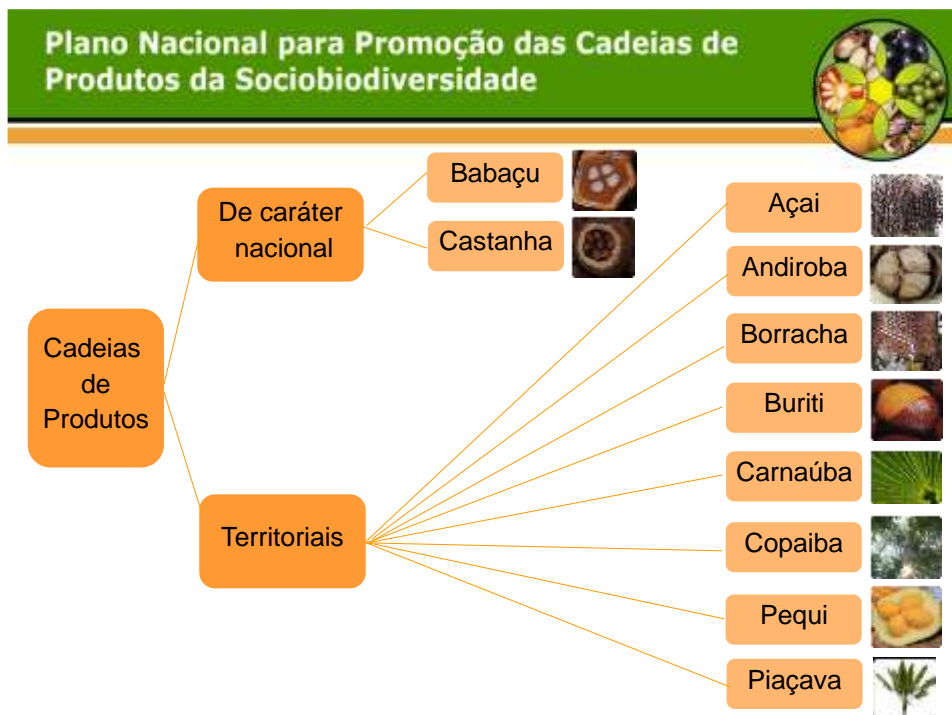 Plano Nacional para Promoção das Cadeias de
Produtos da Sociobiodiversidade
Cadeias
de
Produtos
De caráter
nacional
Babaçu
Castanha
Territoriais
Açai
Andiroba
Borracha
Buriti
Carnaúba
Copaiba
Pequi
Piaçava